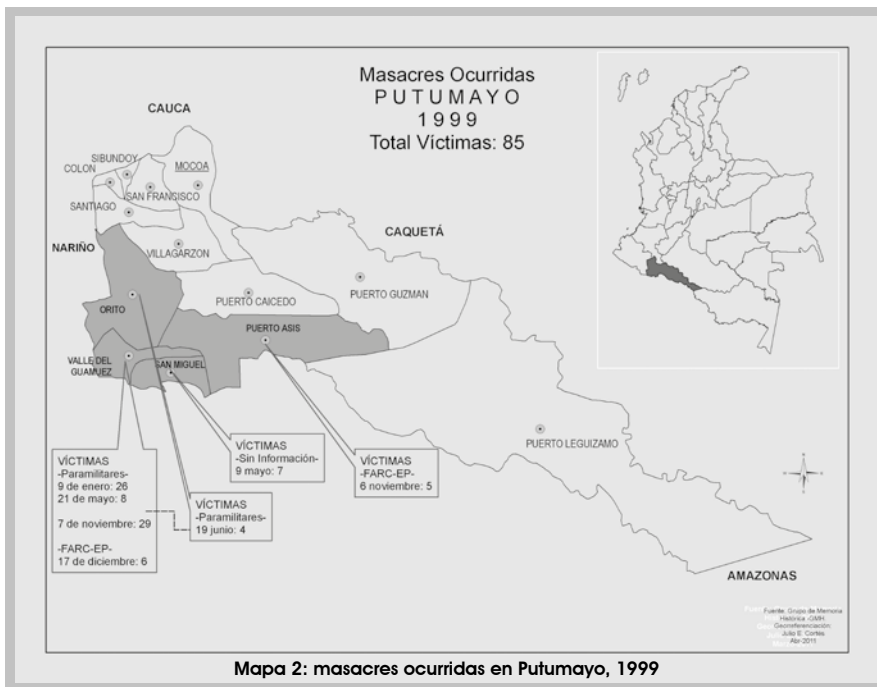 Masacres Ocurridas
PUTUMAYO
1999
Total Víctimas: 85
CAUCA
SIBUNDOY
COLON
MOCOA
SAN FRANCISCO
SANTIAGO
NARIÑO
VILLAGARZON
CAQUETÁ
PUERTO CAICEDO
PUERTO GUZMAN
ORITO
PUERTO ASIS
VALLE DEL
GUAMUEZ
SAN MIGUEL
PUERTO LEGUIZAMO
VÍCTIMAS
-Paramilitares-
9 de enero: 26
21 de mayo: 8
7 de noviembre: 29
-FARC-EP-
17 de diciembre: 6
VÍCTIMAS
-Paramilitares-
19 junio: 4
VÍCTIMAS
-Sin Información-
9 mayo: 7
VÍCTIMAS
-FARC-EP-
6 noviembre: 5
AMAZONAS
Fuente: Grupo de Memoria
Histórica -GMH
Georeferenciación:
Julio E. Cortés
Abr-2011
Mapa 2: masacres ocurridas en Putumayo, 1999